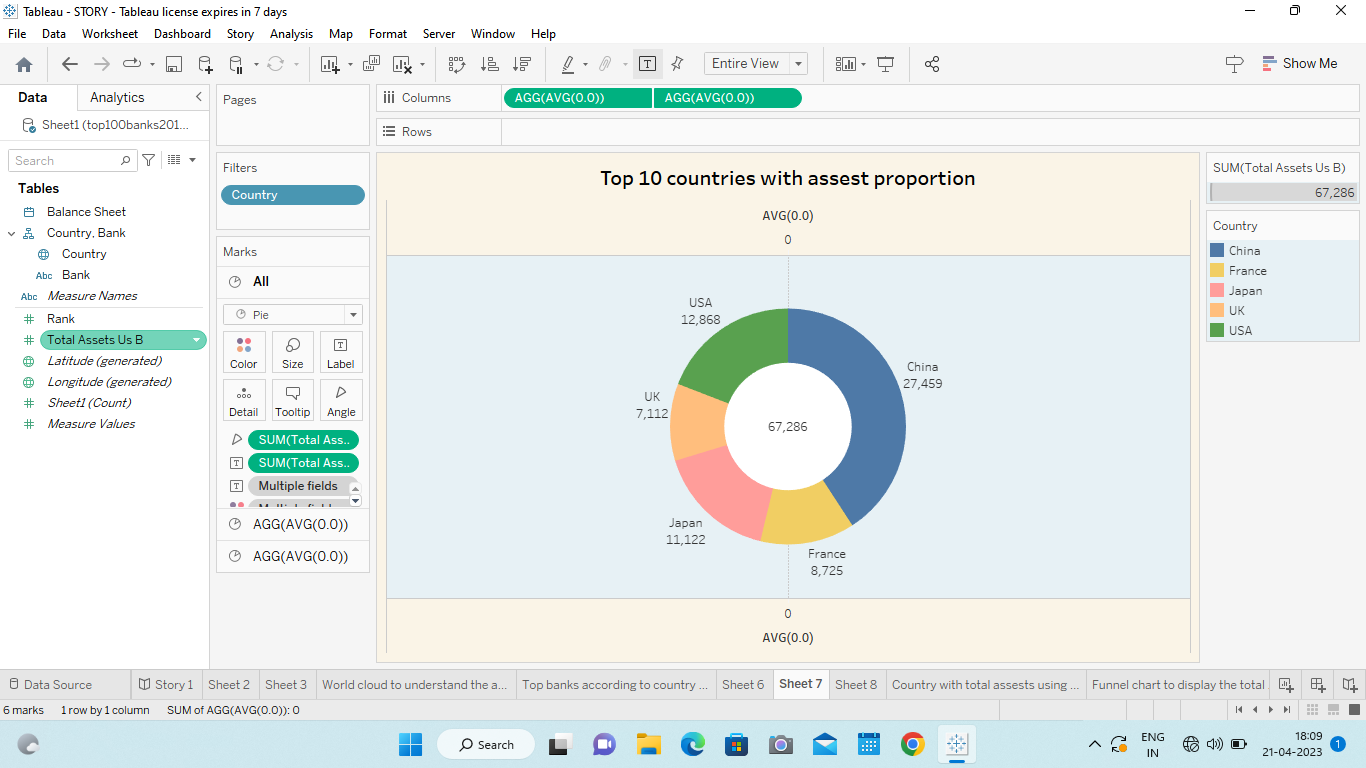 Tableau - STORY - Tableau license expires in 7 days
File Data Worksheet Dashboard Story Analysis Map Format Server Window Help
Entire View
Show Me
Data Analytics
Sheet1 (top100banks201...
Search
Tables
Balance Sheet
Country, Bank
Country
Abc Bank
Abc Measure Names
Rank
Total Assets Us B
Latitude (generated)
Longitude (generated)
Sheet1 (Count)
Measure Values
Pages
Filters
Country
Marks
All
Pie
Color Size Label
Detail Tooltip Angle
SUM(Total Ass..
SUM(Total Ass..
Multiple fields
AGG(AVG(0.0))
AGG(AVG(0.0))
Columns AGG(AVG(0.0)) AGG(AVG(0.0))
Rows
Top 10 countries with assest proportion
AVG(0.0)
0
USA
12,868
China
27,459
UK
7,112
67,286
Japan
11,122
France
8,725
0
AVG(0.0)
SUM(Total Assets Us B)
67,286
Country
China
France
Japan
UK
USA
Data Source Story 1 Sheet 2 Sheet 3 World cloud to understand the a... Top banks according to country ... Sheet 6 Sheet 7 Sheet 8 Country with total assests using ... Funnel chart to display the total
6 marks 1 row by 1 column SUM of AGG(AVG(0.0)): 0
Search
ENG
IN
18:09
21-04-2023
1